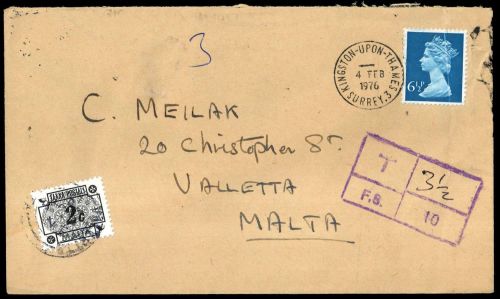 3
KINGSTON-UPON-THAMES
4 FEB
1976
SURREY.3
6½P
C. MEILAK
20 Christopher St.
VALLETTA
MALTA
T 3½
F.S. 10
2c